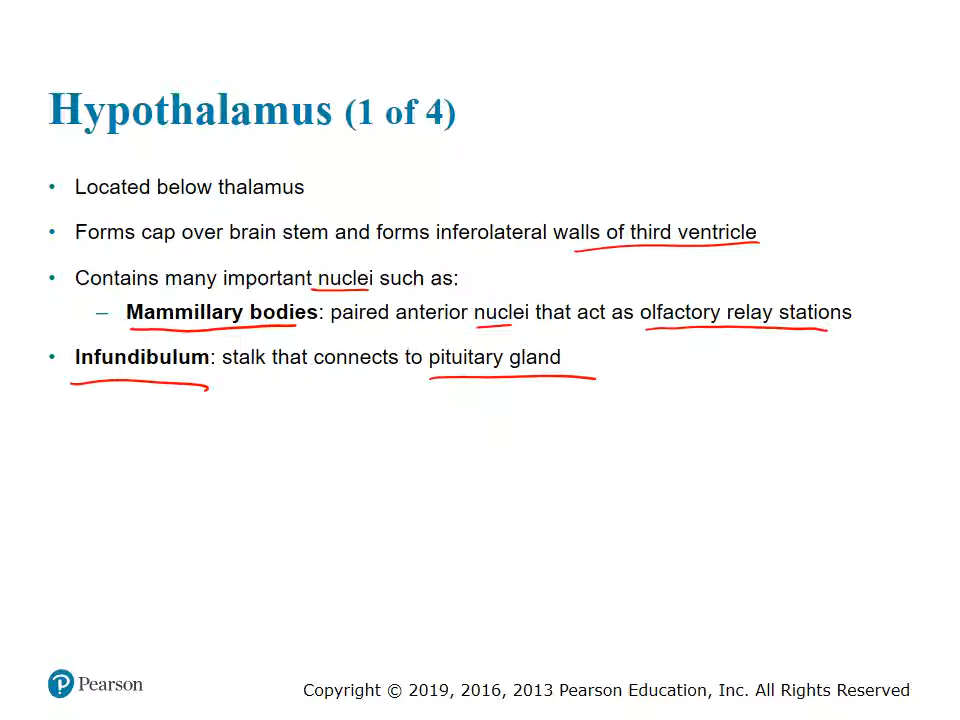 Hypothalamus (1 of 4)
• Located below thalamus
• Forms cap over brain stem and forms inferolateral walls of third ventricle
• Contains many important nuclei such as:
– Mammillary bodies: paired anterior nuclei that act as olfactory relay stations
• Infundibulum: stalk that connects to pituitary gland
Pearson
Copyright © 2019, 2016, 2013 Pearson Education, Inc. All Rights Reserved